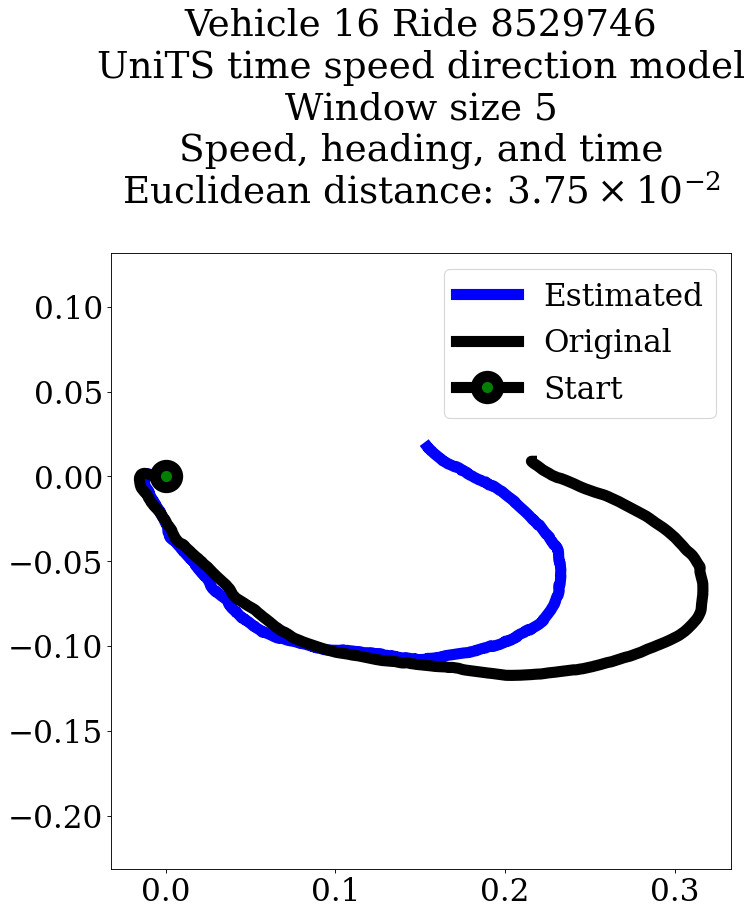 Vehicle 16 Ride 8529746
UniTS time speed direction model
Window size 5
Speed, heading, and time
Euclidean distance: 3.75 × 10⁻²
Estimated
Original
Start
0.10
0.05
0.00
−0.05
−0.10
−0.15
−0.20
0.0 0.1 0.2 0.3